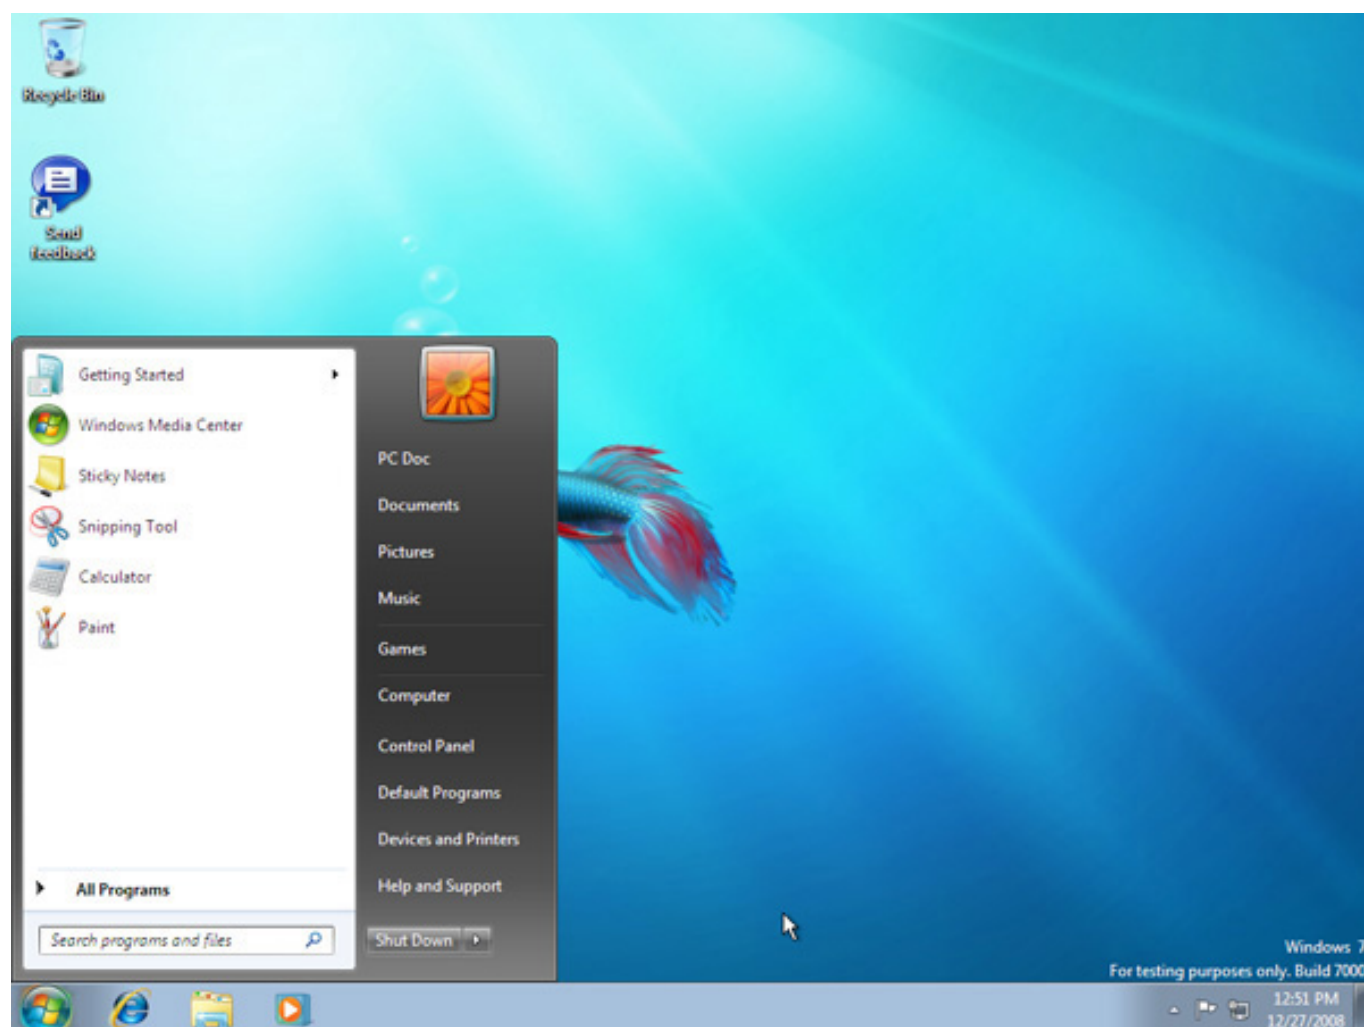 Recycle Bin
Send
feedback
Getting Started
Windows Media Center
Sticky Notes
Snipping Tool
Calculator
Paint
All Programs
Search programs and files
PC Doc
Documents
Pictures
Music
Games
Computer
Control Panel
Default Programs
Devices and Printers
Help and Support
Shut Down
Windows 7
For testing purposes only. Build 7000
12:51 PM
12/27/2008